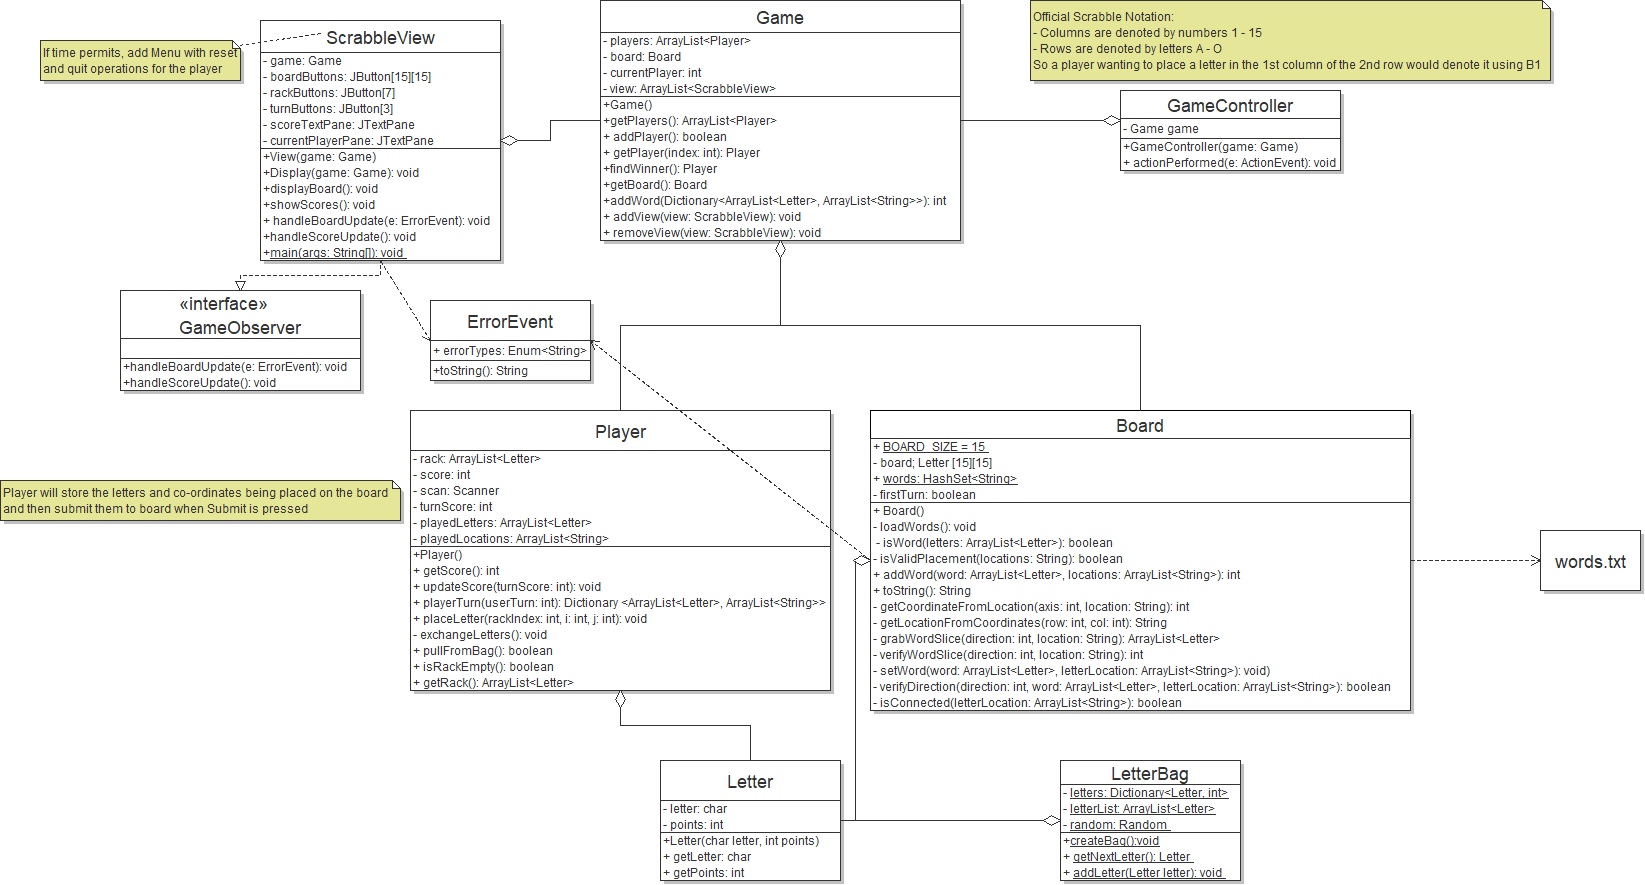 If time permits, add Menu with reset
and quit operations for the player
ScrabbleView
- game: Game
- boardButtons: JButton[15][15]
- rackButtons: JButton[7]
- turnButtons: JButton[3]
- scoreTextPane: JTextPane
- currentPlayerPane: JTextPane
+View(game: Game)
+Display(game: Game): void
+displayBoard(): void
+showScores(): void
+ handleBoardUpdate(e: ErrorEvent): void
+handleScoreUpdate(): void
+main(args: String[]): void
Game
- players: ArrayList<Player>
- board: Board
- currentPlayer: int
- view: ArrayList<ScrabbleView>
+Game()
+getPlayers(): ArrayList<Player>
+ addPlayer(): boolean
+ getPlayer(index: int): Player
+findWinner(): Player
+getBoard(): Board
+addWord(Dictionary<ArrayList<Letter>, ArrayList<String>>): int
+ addView(view: ScrabbleView): void
+ removeView(view: ScrabbleView): void
Official Scrabble Notation:
- Columns are denoted by numbers 1 - 15
- Rows are denoted by letters A - O
So a player wanting to place a letter in the 1st column of the 2nd row would denote it using B1
GameController
- Game game
+GameController(game: Game)
+ actionPerformed(e: ActionEvent): void
«interface»
GameObserver
+handleBoardUpdate(e: ErrorEvent): void
+handleScoreUpdate(): void
ErrorEvent
+ errorTypes: Enum<String>
+toString(): String
Player will store the letters and co-ordinates being placed on the board
and then submit them to board when Submit is pressed
Player
- rack: ArrayList<Letter>
- score: int
- scan: Scanner
- turnScore: int
- playedLetters: ArrayList<Letter>
- playedLocations: ArrayList<String>
+Player()
+ getScore(): int
+ updateScore(turnScore: int): void
+ playerTurn(userTurn: int): Dictionary <ArrayList<Letter>, ArrayList<String>>
+ placeLetter(rackIndex: int, i: int, j: int): void
- exchangeLetters(): void
+ pullFromBag(): boolean
+ isRackEmpty(): boolean
+ getRack(): ArrayList<Letter>
Board
+ BOARD_SIZE = 15
- board; Letter [15][15]
+ words: HashSet<String>
- firstTurn: boolean
+ Board()
- loadWords(): void
- isWord(letters: ArrayList<Letter>): boolean
- isValidPlacement(locations: String): boolean
+ addWord(word: ArrayList<Letter>, locations: ArrayList<String>): int
+ toString(): String
- getCoordinateFromLocation(axis: int, location: String): int
- getLocationFromCoordinates(row: int, col: int): String
- grabWordSlice(direction: int, location: String): ArrayList<Letter>
- verifyWordSlice(direction: int, location: String): int
- setWord(word: ArrayList<Letter>, letterLocation: ArrayList<String>): void)
- verifyDirection(direction: int, word: ArrayList<Letter>, letterLocation: ArrayList<String>): boolean
- isConnected(letterLocation: ArrayList<String>): boolean
words.txt
Letter
- letter: char
- points: int
+Letter(char letter, int points)
+ getLetter: char
+ getPoints: int
LetterBag
- letters: Dictionary<Letter, int>
- letterList: ArrayList<Letter>
- random: Random
+createBag():void
+ getNextLetter(): Letter
+ addLetter(Letter letter): void